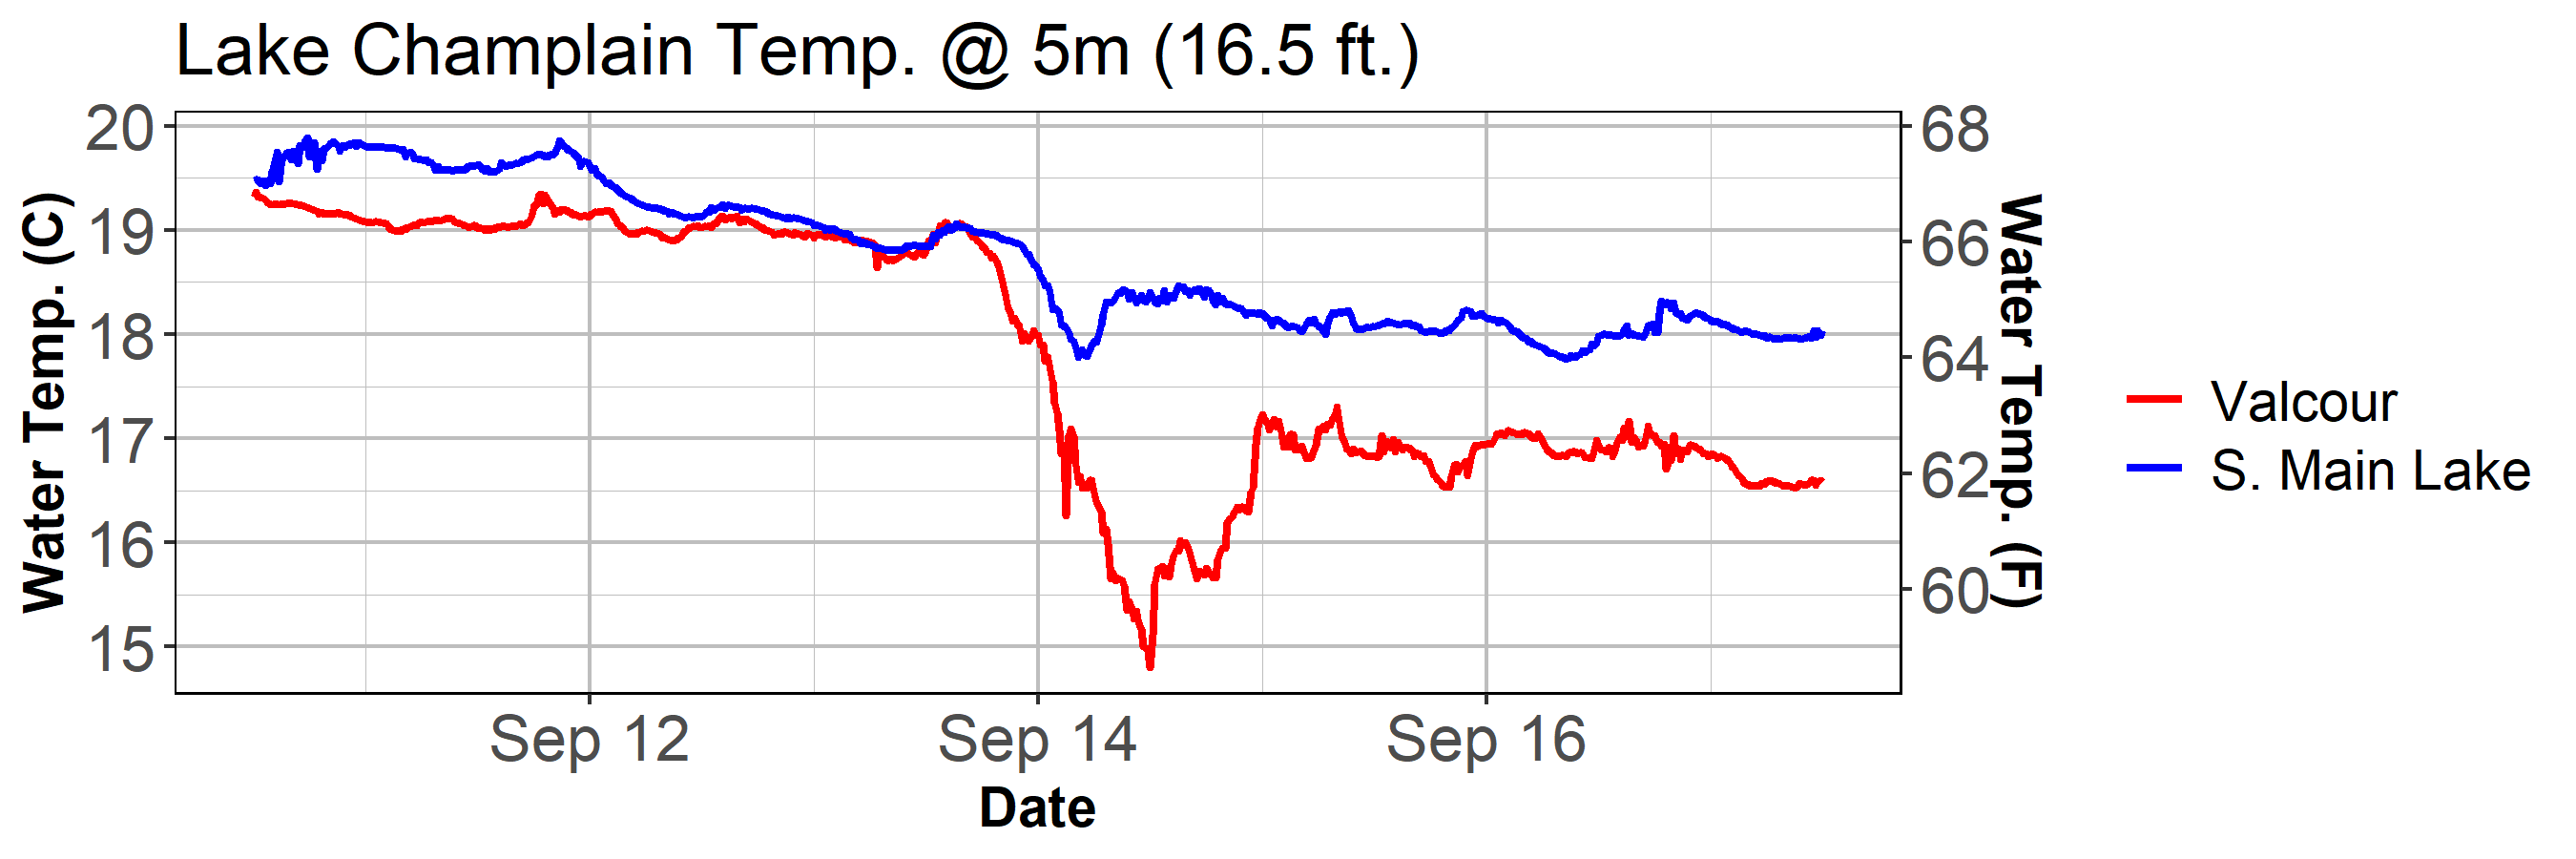 Lake Champlain Temp. @ 5m (16.5 ft.)
Water Temp. (C)
20
19
18
17
16
15
68
66
64
62
60
Water Temp. (F)
Sep 12
Sep 14
Sep 16
Date
Valcour
S. Main Lake